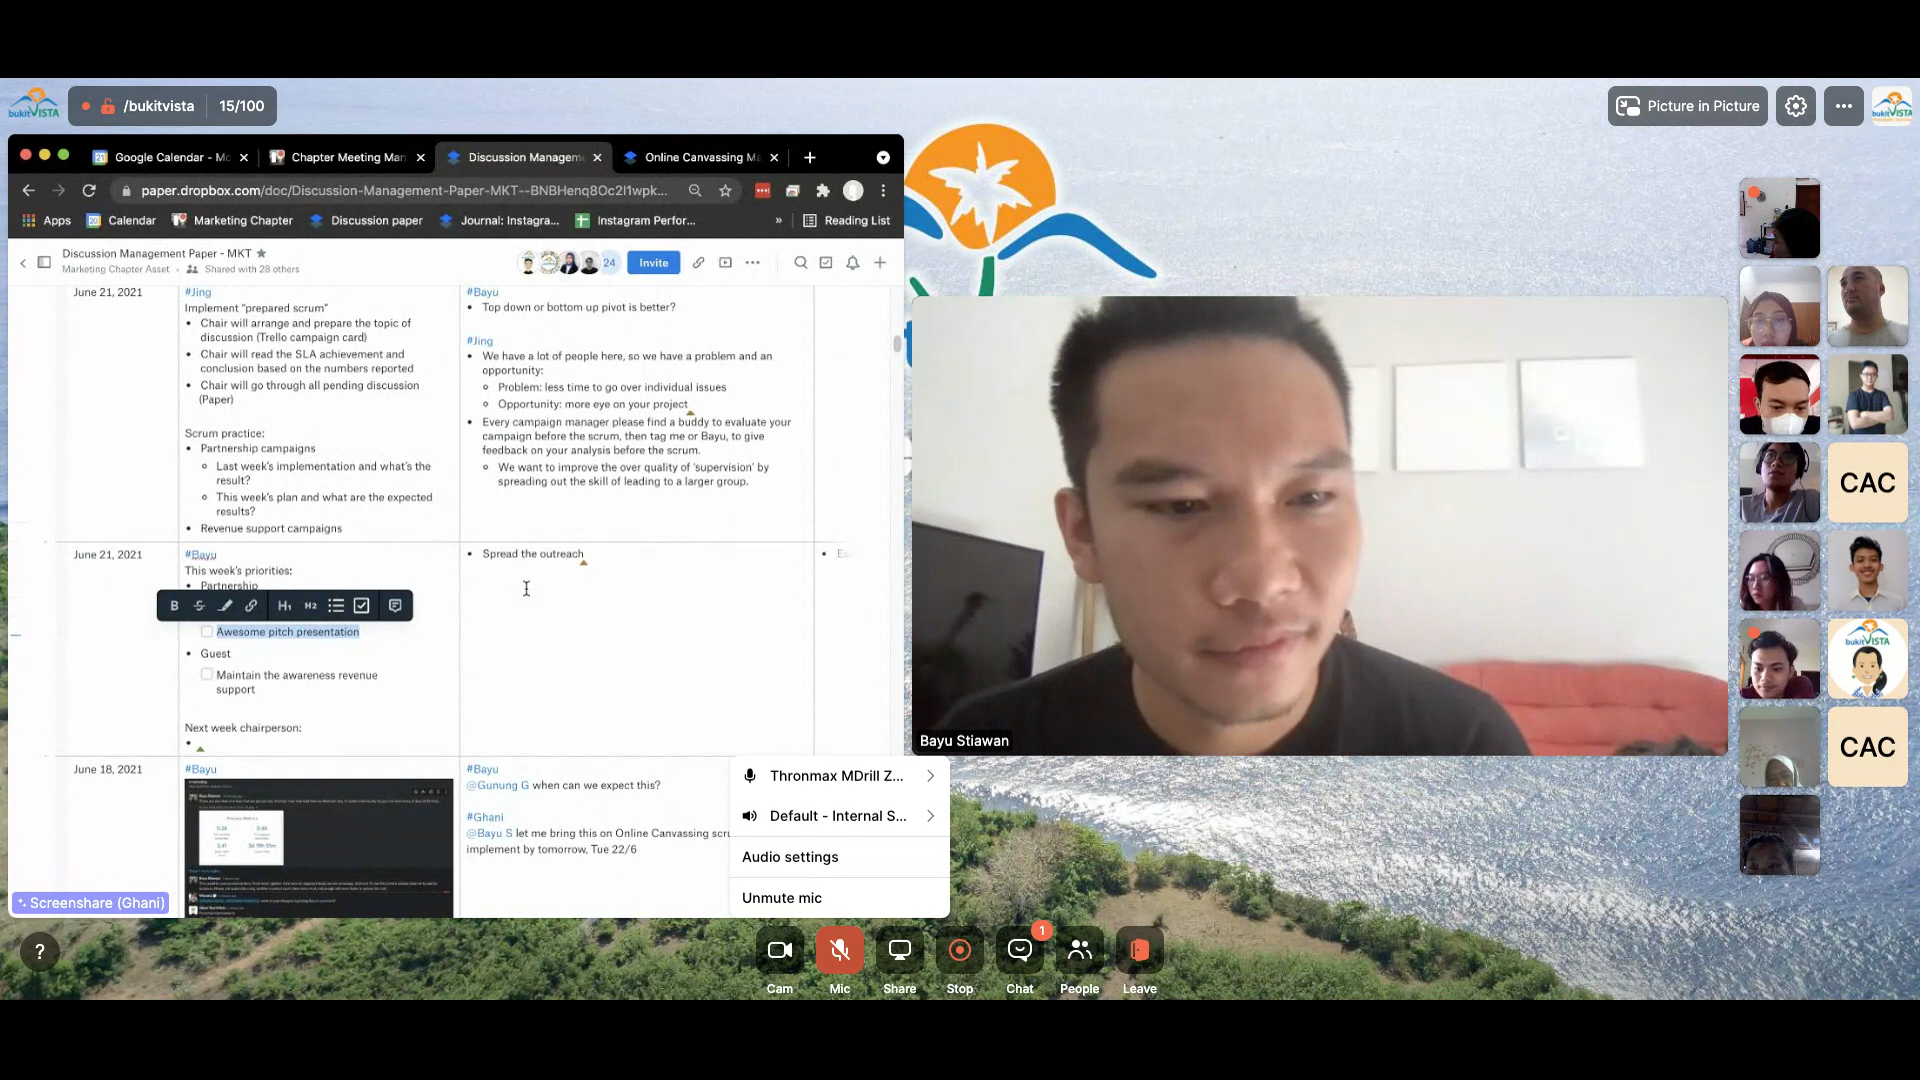 bukitVISTA
/bukitvista
15/100
Picture in Picture
Google Calendar - Mc
Chapter Meeting Man
Discussion Managem
Online Canvassing Ma
paper.dropbox.com/doc/Discussion-Management-Paper-MKT--BNBHenq8Oc2l1wpk...
Apps
Calendar
Marketing Chapter
Discussion paper
Journal: Instagra...
Instagram Perfor...
»
Reading List
Discussion Management Paper - MKT
Marketing Chapter Asset
Shared with 28 others
24
Invite
June 21, 2021
#Jing
Implement “prepared scrum”
• Chair will arrange and prepare the topic of
discussion (Trello campaign card)
• Chair will read the SLA achievement and
conclusion based on the numbers reported
• Chair will go through all pending discussion
(Paper)
Scrum practice:
• Partnership campaigns
Last week's implementation and what's the
result?
This week's plan and what are the expected
results?
• Revenue support campaigns
#Bayu
• Top down or bottom up pivot is better?
#Jing
• We have a lot of people here, so we have a problem and an
opportunity:
Problem: less time to go over individual issues
Opportunity: more eye on your project
• Every campaign manager please find a buddy to evaluate your
campaign before the scrum, then tag me or Bayu, to give
feedback on your analysis before the scrum.
We want to improve the over quality of 'supervision' by
spreading out the skill of leading to a larger group.
June 21, 2021
#Bayu
This week's priorities:
• Partnership
B S H1 H2
Awesome pitch presentation
• Guest
Maintain the awareness revenue
support
Next week chairperson:
•
• Spread the outreach
• Ea
June 18, 2021
#Bayu
#Bayu
@Gunung G when can we expect this?
#Ghani
@Bayu S let me bring this on Online Canvassing scru
implement by tomorrow, Tue 22/6
Thronmax MDrill Z...
Default - Internal S...
Audio settings
Unmute mic
Screenshare (Ghani)
Bayu Stiawan
CAC
bukitVISTA
CAC
?
1
Cam
Mic
Share
Stop
Chat
People
Leave